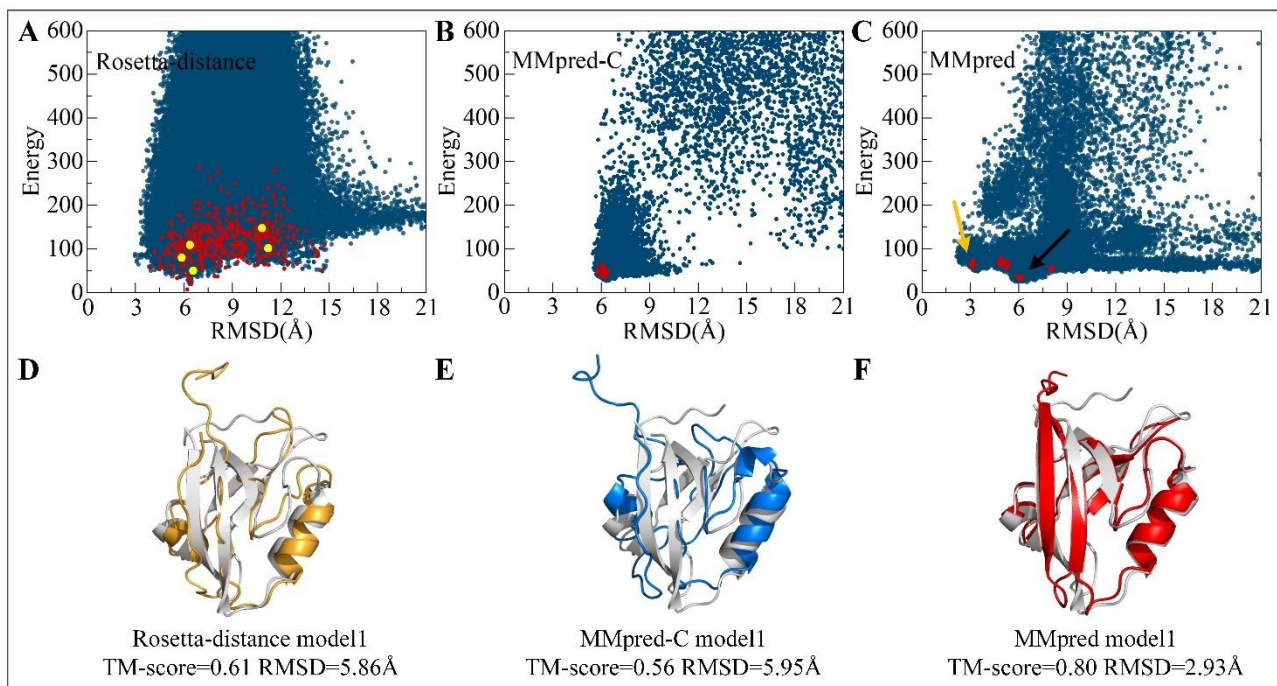 A
Rosetta-distance
Energy
600
500
400
300
200
100
0
0 3 6 9 12 15 18 21
RMSD(Å)
B
MMpred-C
Energy
600
500
400
300
200
100
0
0 3 6 9 12 15 18 21
RMSD(Å)
C
MMpred
Energy
600
500
400
300
200
100
0
0 3 6 9 12 15 18 21
RMSD(Å)
D
Rosetta-distance model1
TM-score=0.61 RMSD=5.86Å
E
MMpred-C model1
TM-score=0.56 RMSD=5.95Å
F
MMpred model1
TM-score=0.80 RMSD=2.93Å